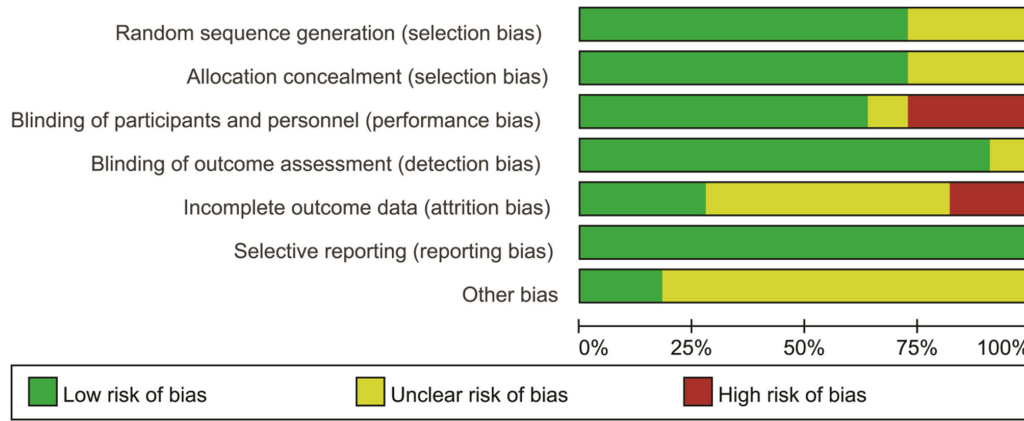 Random sequence generation (selection bias)
Allocation concealment (selection bias)
Blinding of participants and personnel (performance bias)
Blinding of outcome assessment (detection bias)
Incomplete outcome data (attrition bias)
Selective reporting (reporting bias)
Other bias
0% 25% 50% 75% 100%
Low risk of bias Unclear risk of bias High risk of bias